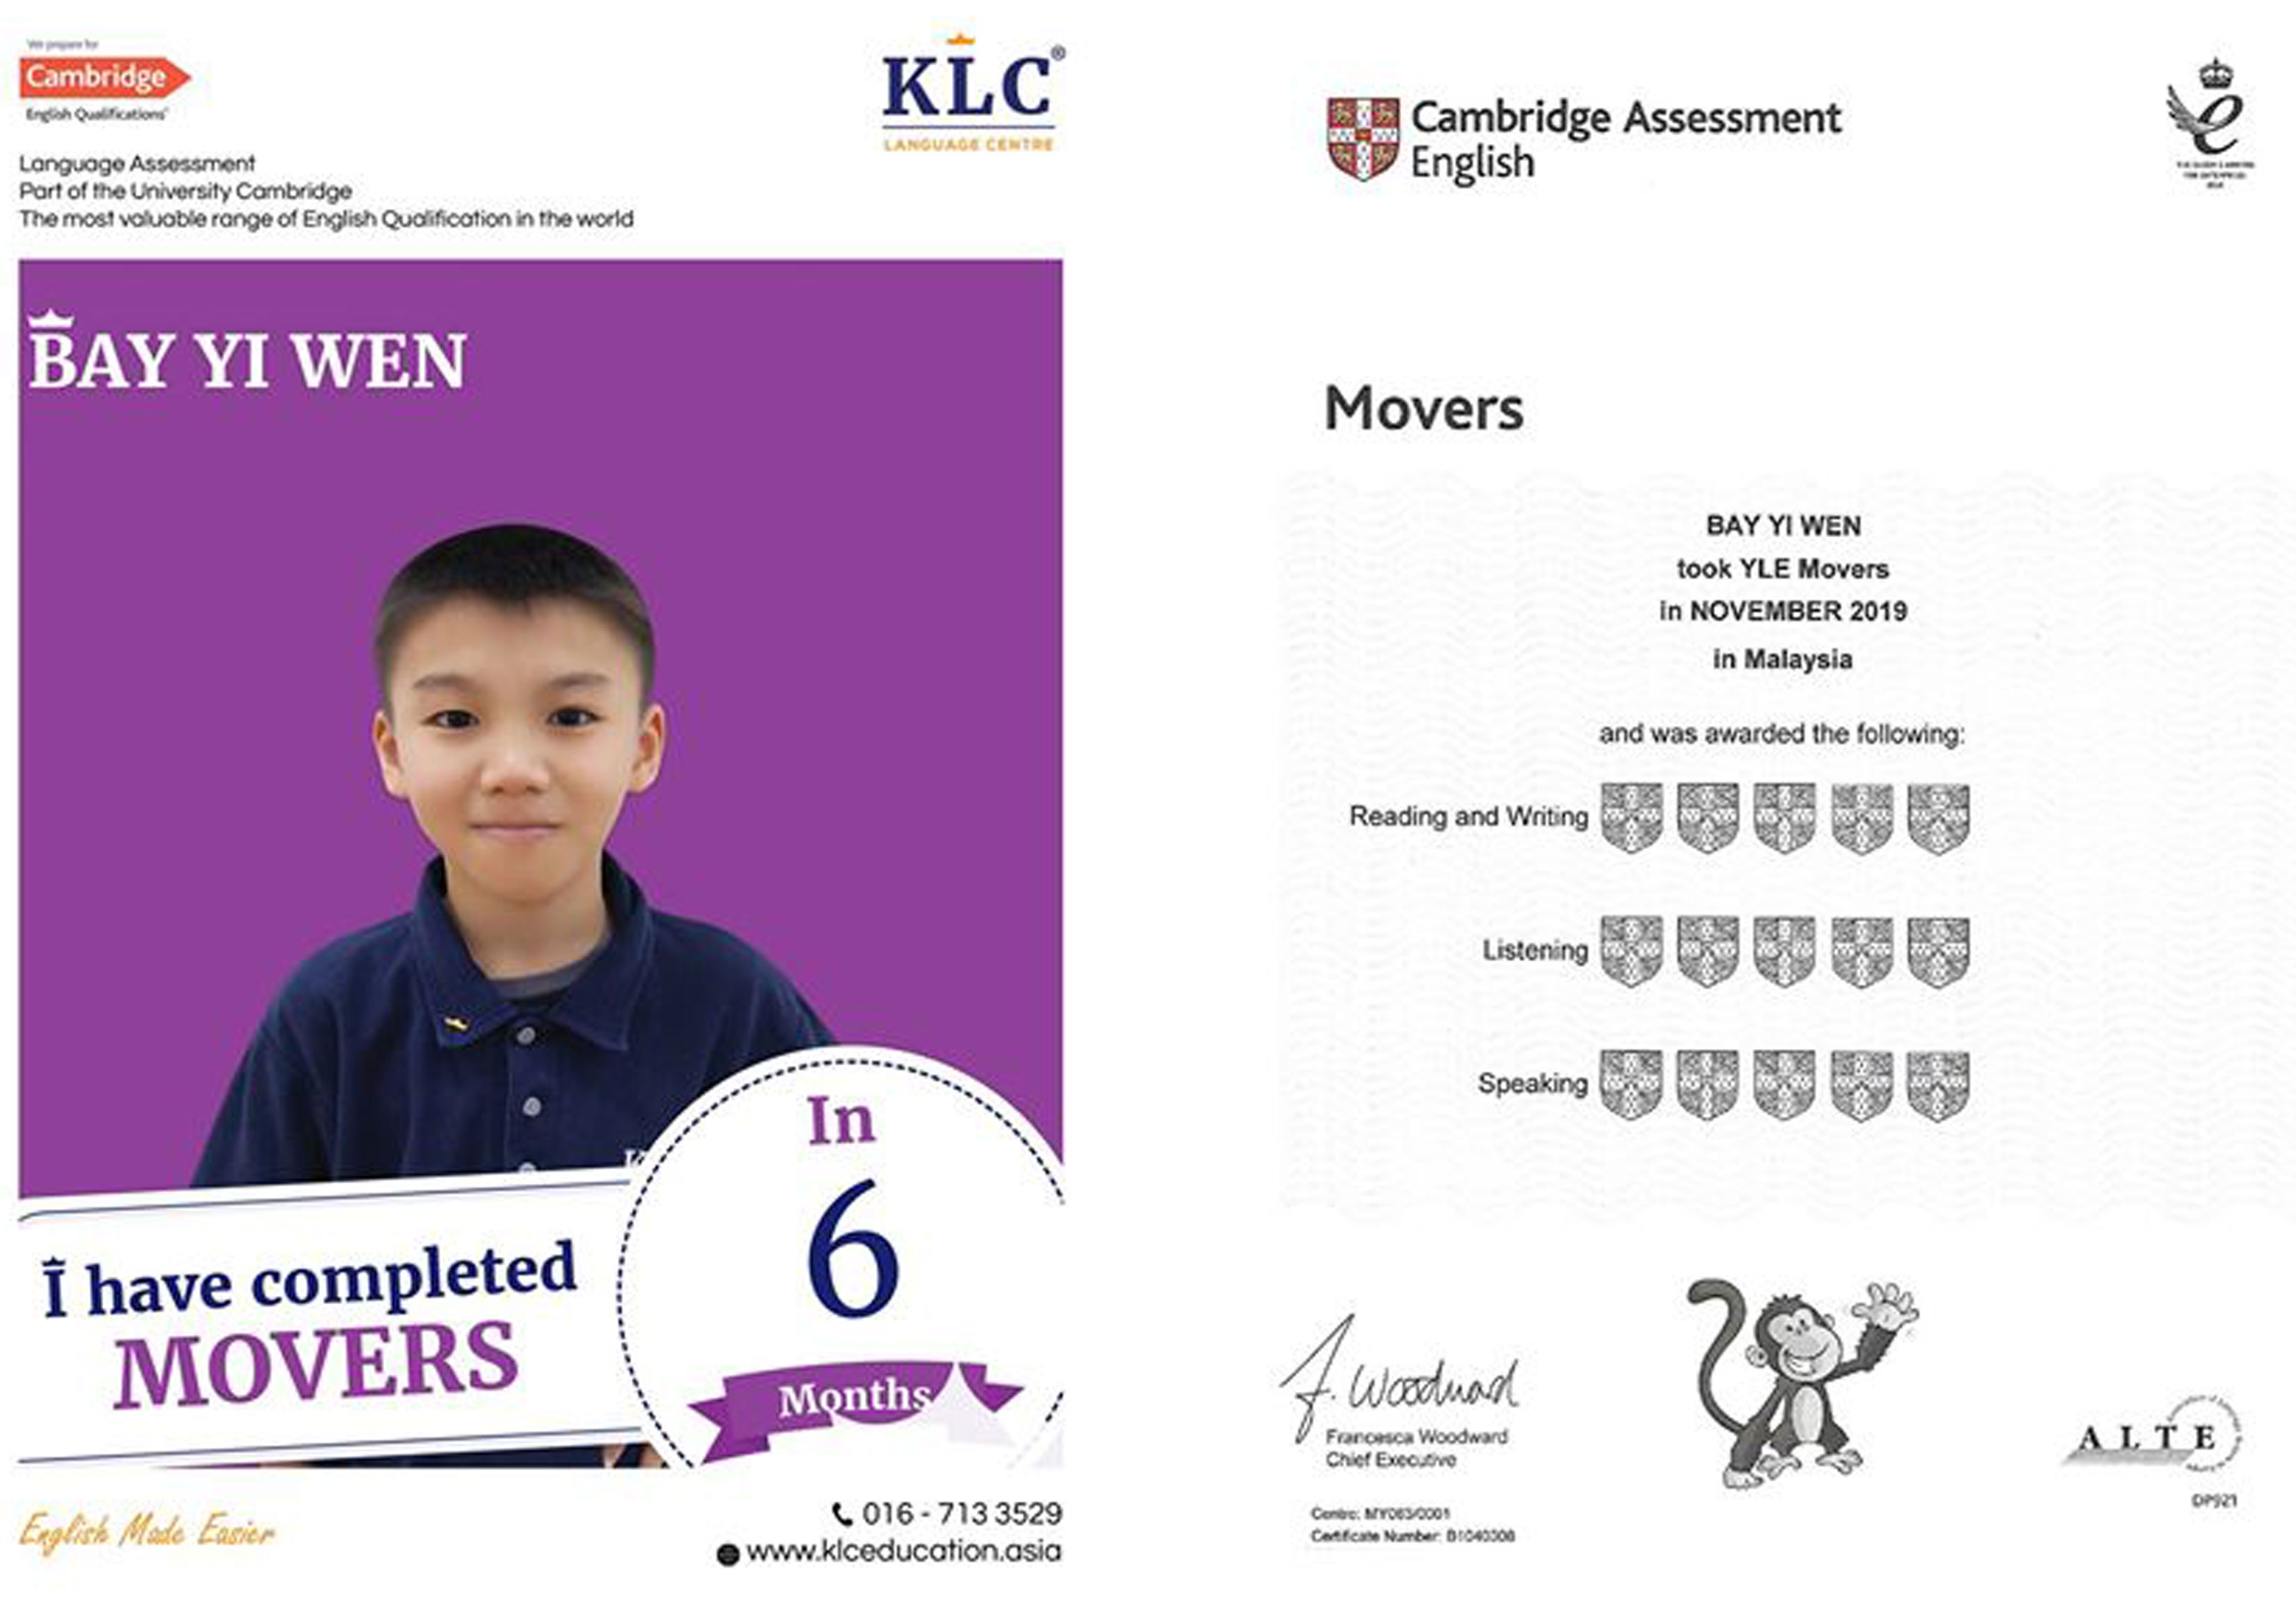 We prepare for
Cambridge
English Qualifications
Language Assessment
Part of the University Cambridge
The most valuable range of English Qualification in the world
KLC®
LANGUAGE CENTRE
BAY YI WEN
I have completed
MOVERS
In
6
Months
English Made Easier
016 - 713 3529
www.klceducation.asia
Cambridge Assessment
English
Movers
BAY YI WEN
took YLE Movers
in NOVEMBER 2019
in Malaysia
and was awarded the following:
Reading and Writing
Listening
Speaking
J. Woodward
Francesca Woodward
Chief Executive
Centre: MY063/0001
Certificate Number:
ALTE
DP921